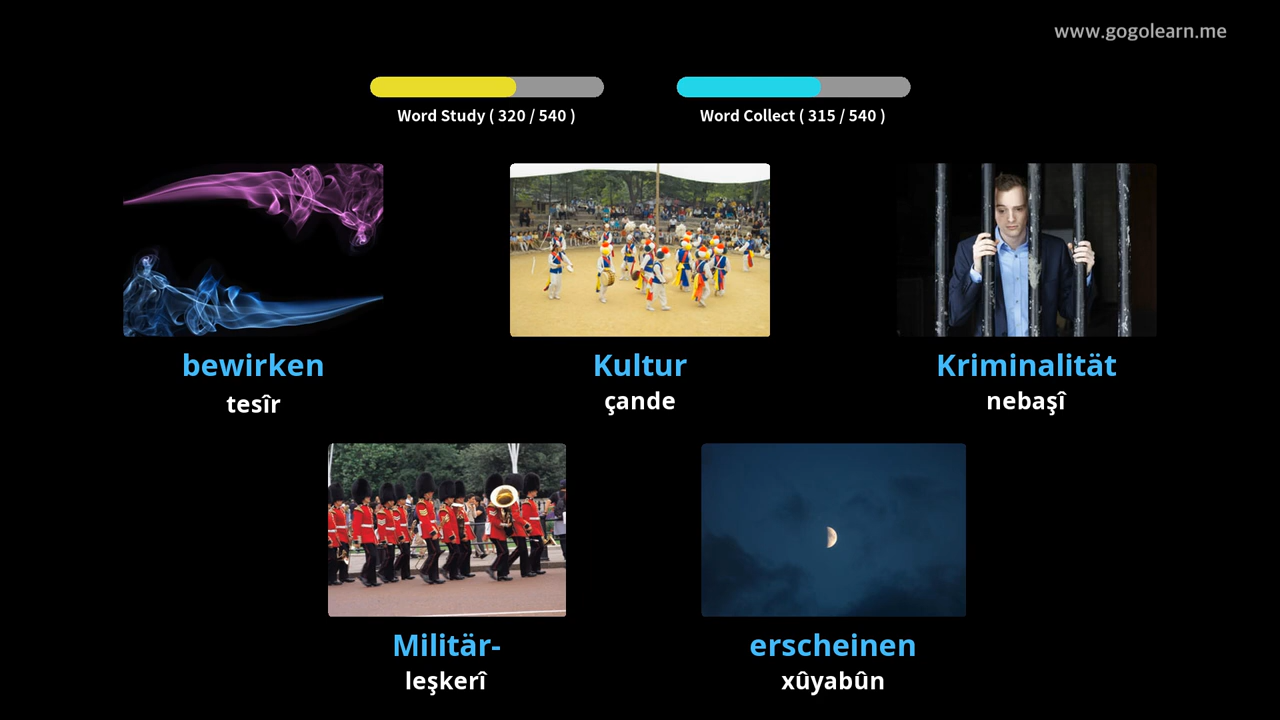 www.gogolearn.me
Word Study ( 320 / 540 )
Word Collect ( 315 / 540 )
bewirken
tesîr
Kultur
çande
Kriminalität
nebaşî
Militär-
leşkerî
erscheinen
xûyabûn